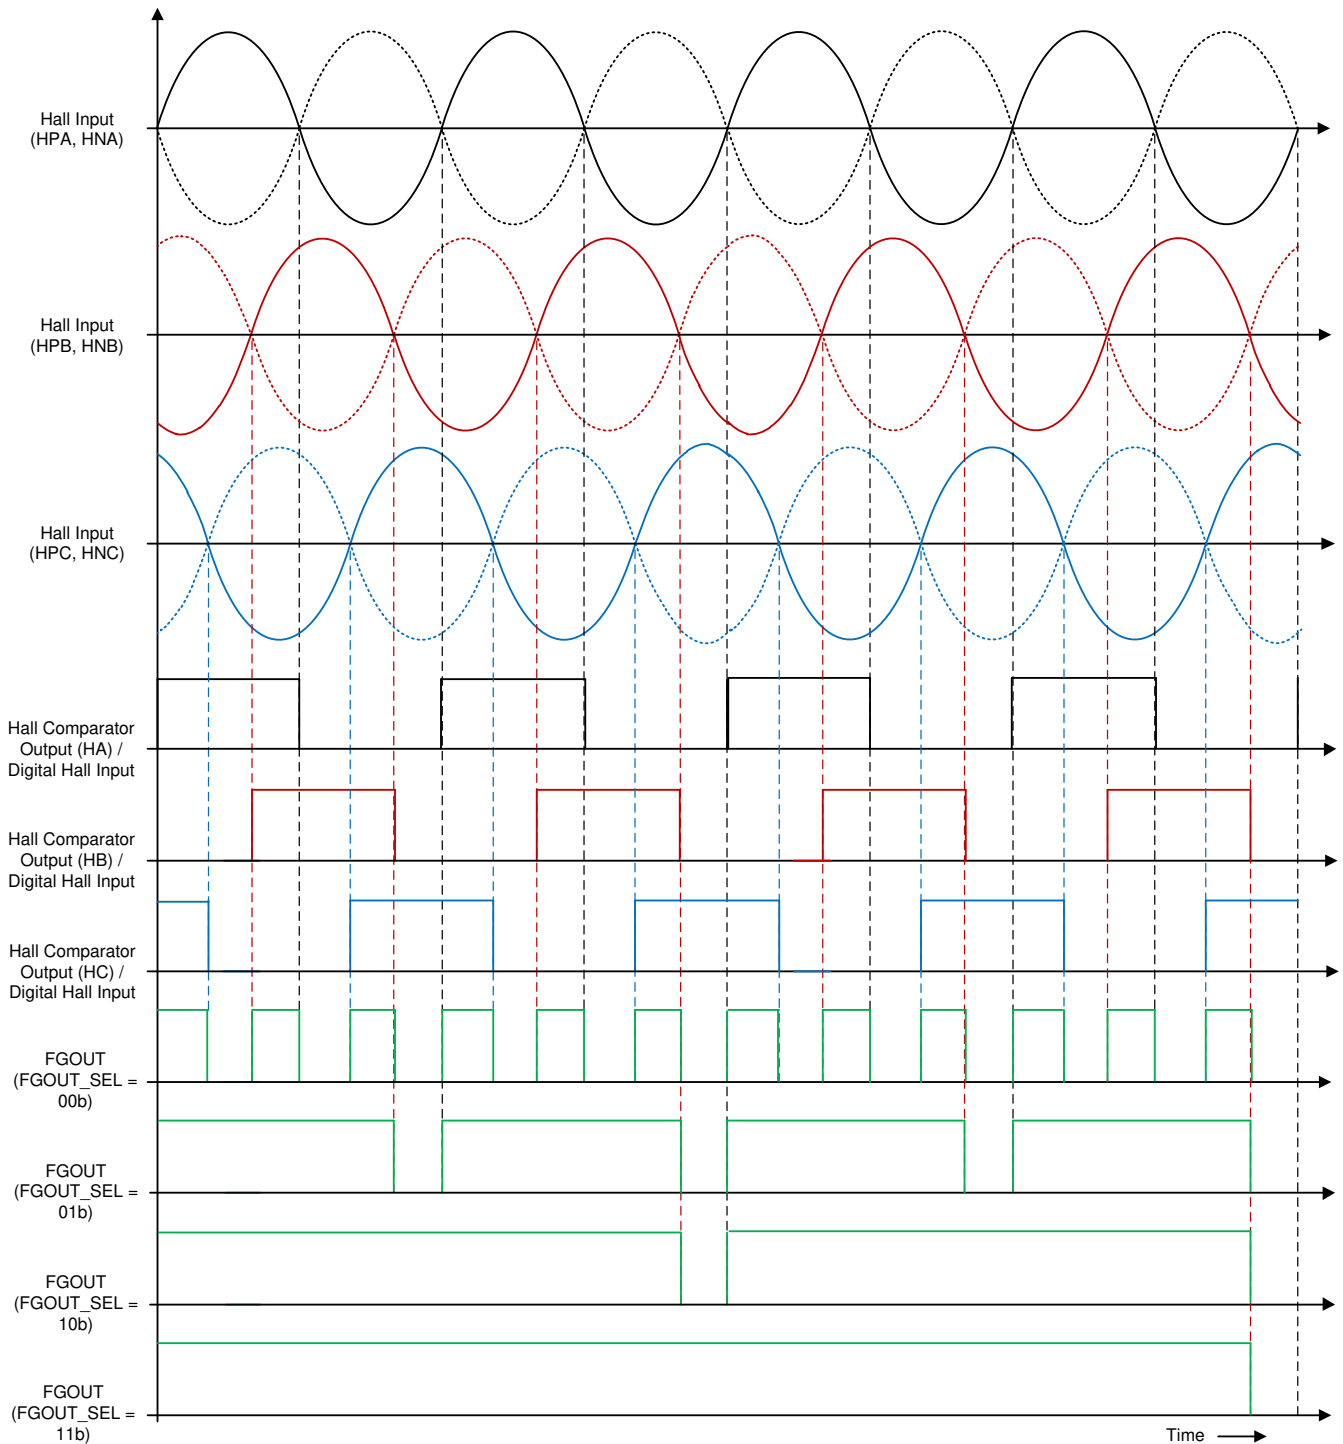 Hall Input
(HPA, HNA)
Hall Input
(HPB, HNB)
Hall Input
(HPC, HNC)
Hall Comparator
Output (HA) /
Digital Hall Input
Hall Comparator
Output (HB) /
Digital Hall Input
Hall Comparator
Output (HC) /
Digital Hall Input
FGOUT
(FGOUT_SEL =
00b)
FGOUT
(FGOUT_SEL =
01b)
FGOUT
(FGOUT_SEL =
10b)
FGOUT
(FGOUT_SEL =
11b)
Time